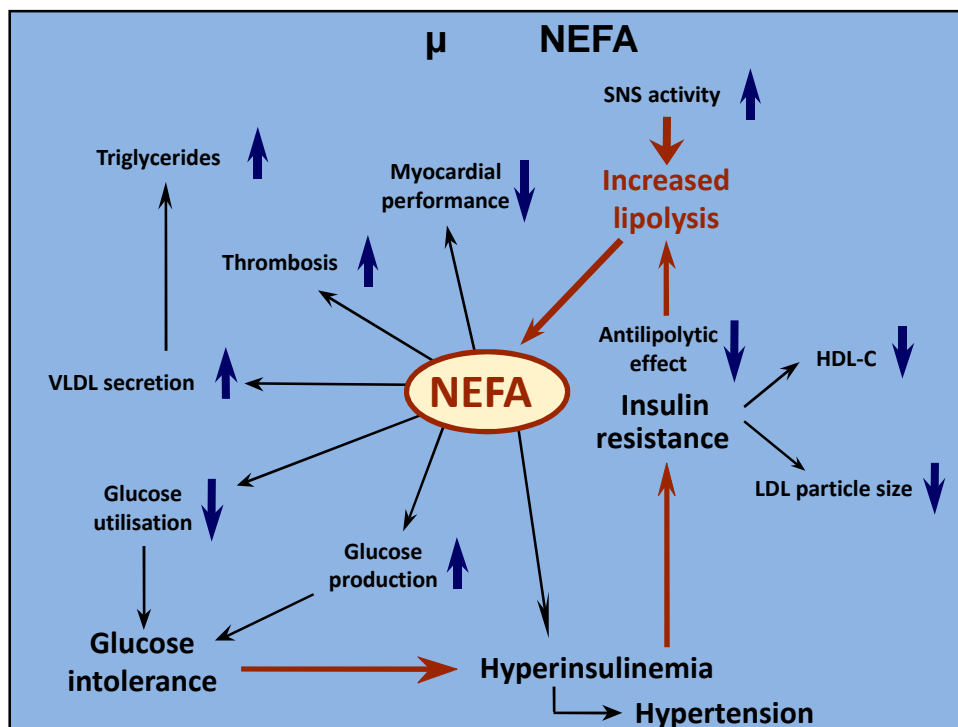 μ NEFA
SNS activity
Triglycerides
Myocardial
performance
Increased
lipolysis
Thrombosis
Antilipolytic
effect
HDL-C
VLDL secretion
NEFA
Insulin
resistance
LDL particle size
Glucose
utilisation
Glucose
production
Glucose
intolerance
Hyperinsulinemia
Hypertension